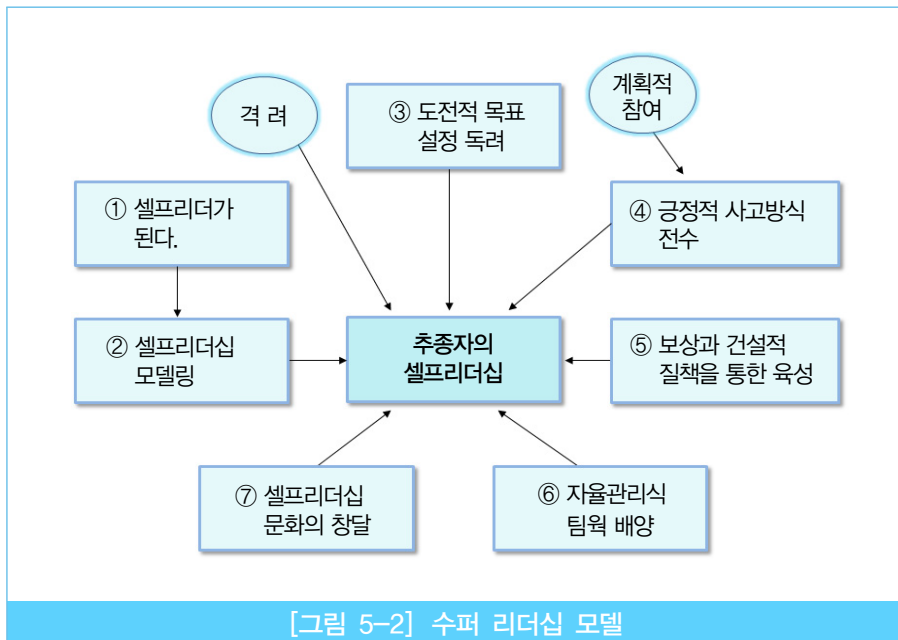 격 려
③ 도전적 목표
설정 독려
계획적
참여
① 셀프리더가
된다.
④ 긍정적 사고방식
전수
② 셀프리더십
모델링
추종자의
셀프리더십
⑤ 보상과 건설적
질책을 통한 육성
⑦ 셀프리더십
문화의 창달
⑥ 자율관리식
팀웍 배양
[그림 5-2] 수퍼 리더십 모델